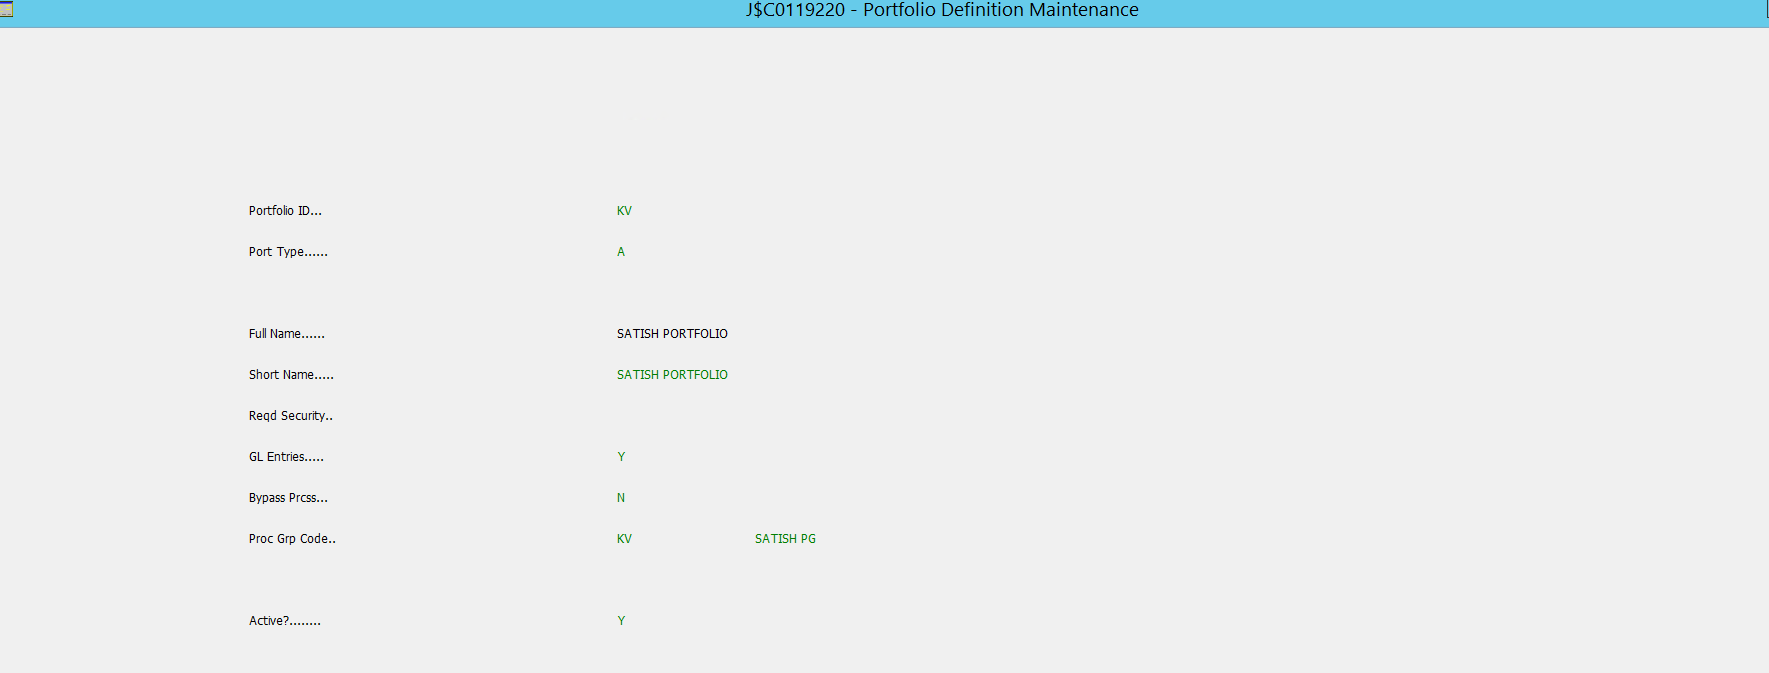 J$C0119220 - Portfolio Definition Maintenance
Portfolio ID... KV
Port Type...... A
Full Name...... SATISH PORTFOLIO
Short Name..... SATISH PORTFOLIO
Reqd Security..
GL Entries..... Y
Bypass Prcss... N
Proc Grp Code.. KV SATISH PG
Active?........ Y